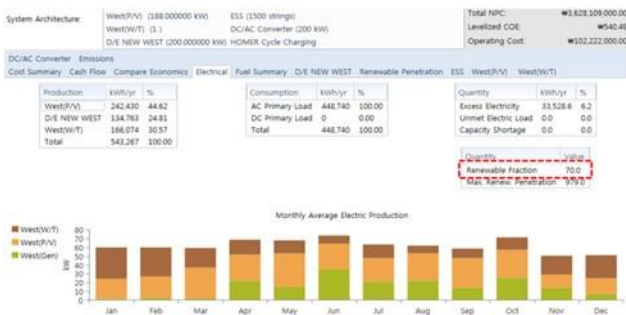 System Architecture:
West(P/V) (188.000000 kW) ESS (1500 strings)
West(W/T) (1 ) DC/AC Converter (200 kW)
D/E NEW WEST (200.000000 kW) HOMER Cycle Charging
Total NPC: ₩3,628,109,000.00
Levelized COE: ₩540.49
Operating Cost: ₩102,222,000.00
DC/AC Converter Emissions
Cost Summary Cash Flow Compare Economics Electrical Fuel Summary D/E NEW WEST Renewable Penetration ESS West(P/V) West(W/T)
Production kWh/yr %
West(P/V) 242,430 44.62
D/E NEW WEST 134,763 24.81
West(W/T) 166,074 30.57
Total 543,267 100.00
Consumption kWh/yr %
AC Primary Load 448,740 100.00
DC Primary Load 0 0.00
Total 448,740 100.00
Quantity kWh/yr %
Excess Electricity 33,528.6 6.2
Unmet Electric Load 0.0 0.0
Capacity Shortage 0.0 0.0
Quantity Value
Renewable Fraction 70.0
Max. Renew. Penetration 979.0
Monthly Average Electric Production
West(W/T)
West(P/V)
West(Gen)
kW
80
70
60
50
40
30
20
10
0
Jan Feb Mar Apr May Jun Jul Aug Sep Oct Nov Dec